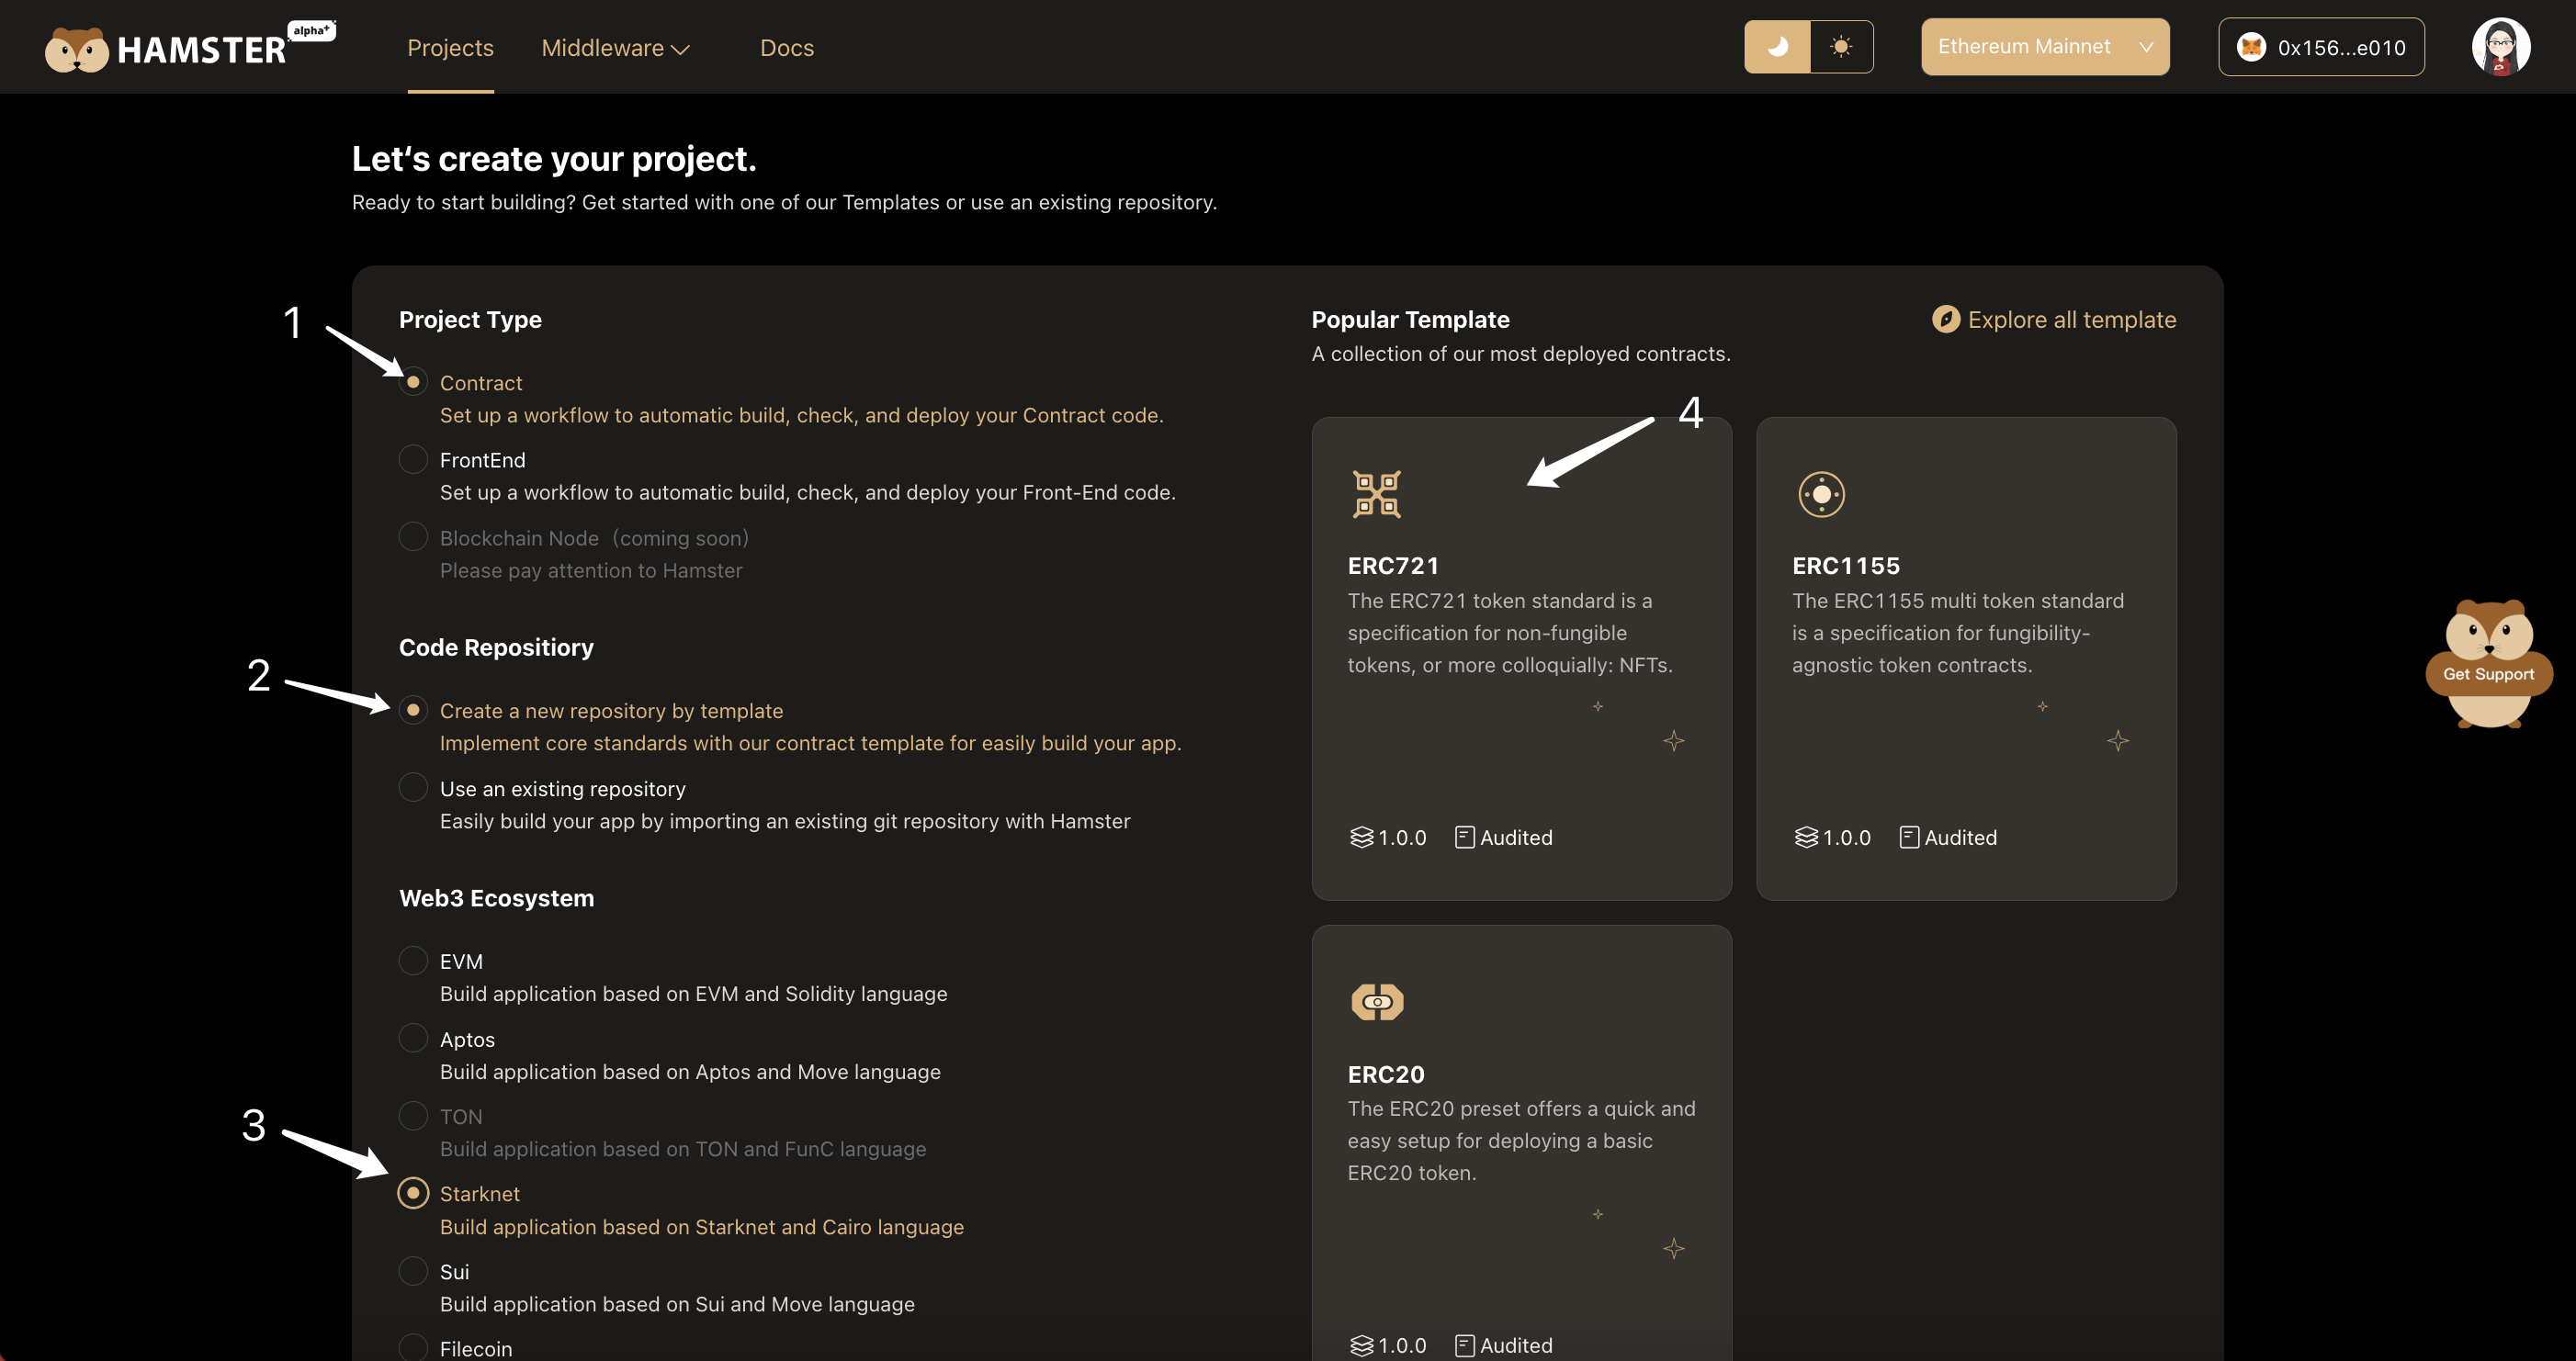 HAMSTER
alpha+
Projects
Middleware
Docs
Ethereum Mainnet
0x156...e010
Let‘s create your project.
Ready to start building? Get started with one of our Templates or use an existing repository.
1
Project Type
Contract
Set up a workflow to automatic build, check, and deploy your Contract code.
FrontEnd
Set up a workflow to automatic build, check, and deploy your Front-End code.
Blockchain Node（coming soon）
Please pay attention to Hamster
2
Code Repositiory
Create a new repository by template
Implement core standards with our contract template for easily build your app.
Use an existing repository
Easily build your app by importing an existing git repository with Hamster
Web3 Ecosystem
EVM
Build application based on EVM and Solidity language
Aptos
Build application based on Aptos and Move language
TON
Build application based on TON and FunC language
3
Starknet
Build application based on Starknet and Cairo language
Sui
Build application based on Sui and Move language
Filecoin
Popular Template
Explore all template
A collection of our most deployed contracts.
4
ERC721
The ERC721 token standard is a
specification for non-fungible
tokens, or more colloquially: NFTs.
1.0.0
Audited
ERC1155
The ERC1155 multi token standard
is a specification for fungibility-
agnostic token contracts.
1.0.0
Audited
ERC20
The ERC20 preset offers a quick and
easy setup for deploying a basic
ERC20 token.
1.0.0
Audited
Get Support